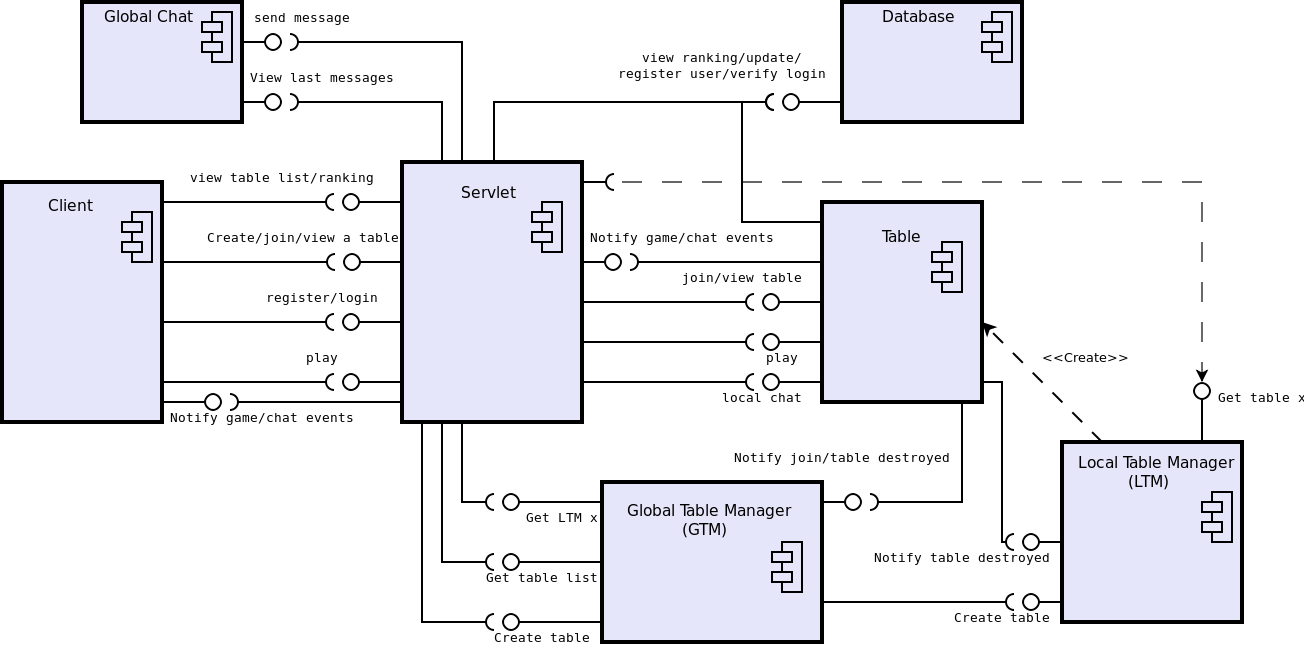 Global Chat
send message
View last messages
Database
view ranking/update/
register user/verify login
Client
view table list/ranking
Create/join/view a table
register/login
play
Notify game/chat events
Servlet
Notify game/chat events
join/view table
play
local chat
Table
<<Create>>
Get table x
Local Table Manager
(LTM)
Notify join/table destroyed
Global Table Manager
(GTM)
Get LTM x
Get table list
Create table
Notify table destroyed
Create table